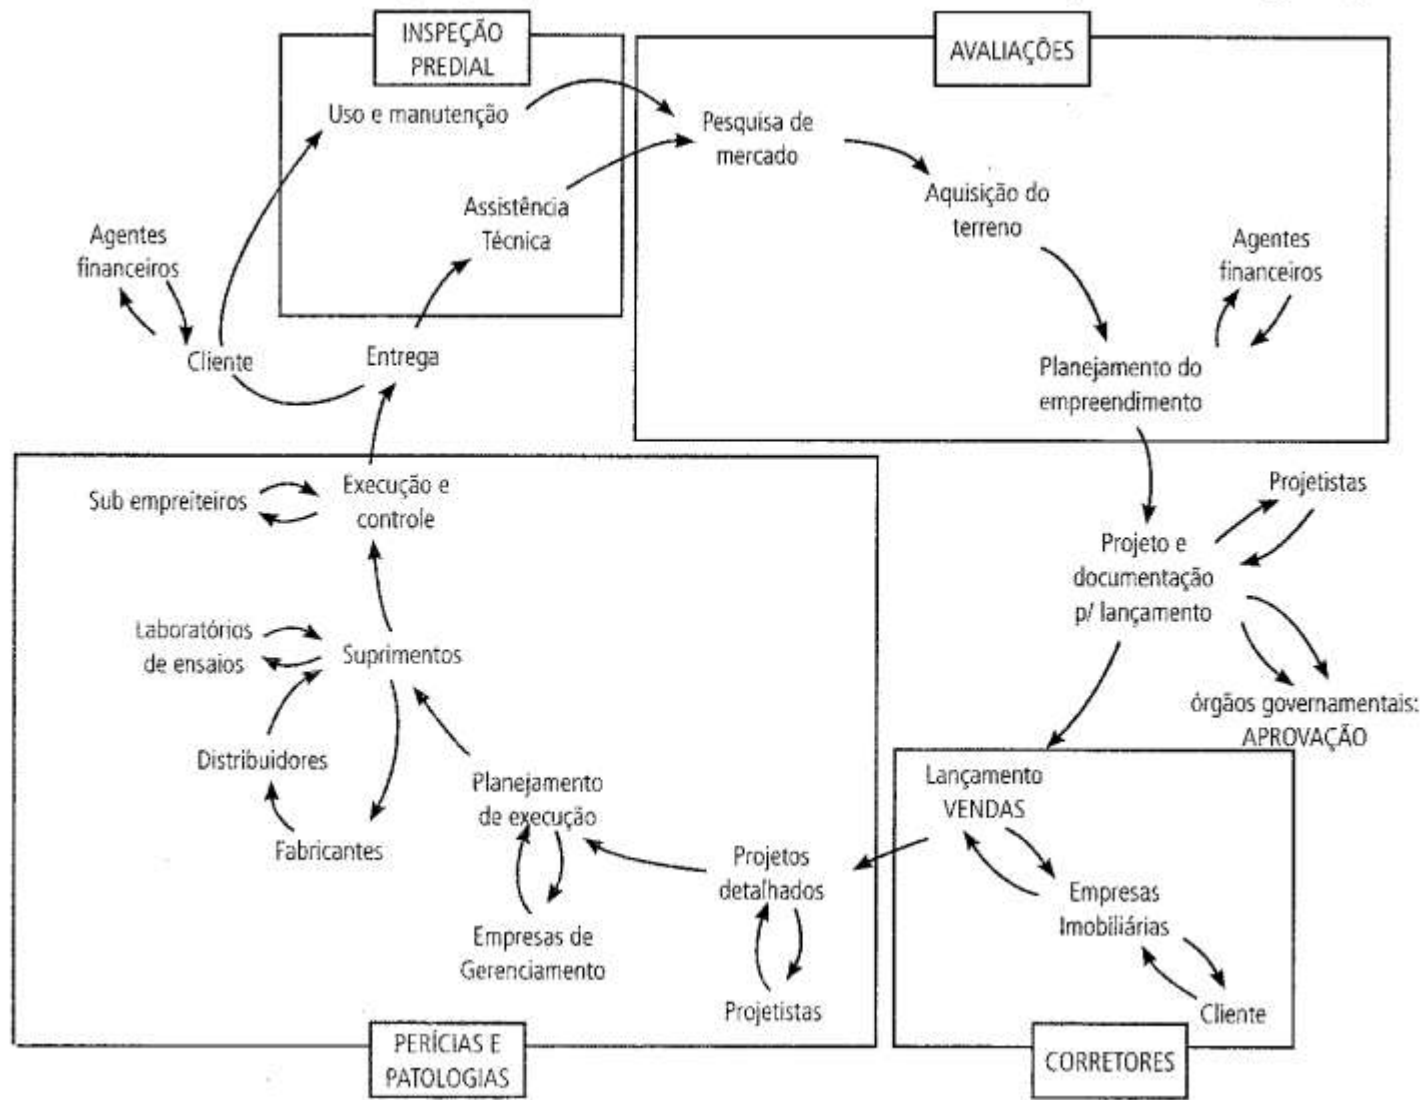 INSPEÇÃO
PREDIAL
Uso e manutenção
Assistência
Técnica
AVALIAÇÕES
Pesquisa de
mercado
Aquisição do
terreno
Agentes
financeiros
Planejamento do
empreendimento
Agentes
financeiros
Cliente
Entrega
Projetistas
Projeto e
documentação
p/ lançamento
órgãos governamentais:
APROVAÇÃO
Sub empreiteiros
Execução e
controle
Laboratórios
de ensaios
Suprimentos
Distribuidores
Fabricantes
Planejamento
de execução
Empresas de
Gerenciamento
Projetos
detalhados
Projetistas
PERÍCIAS E
PATOLOGIAS
Lançamento
VENDAS
Empresas
Imobiliárias
Cliente
CORRETORES